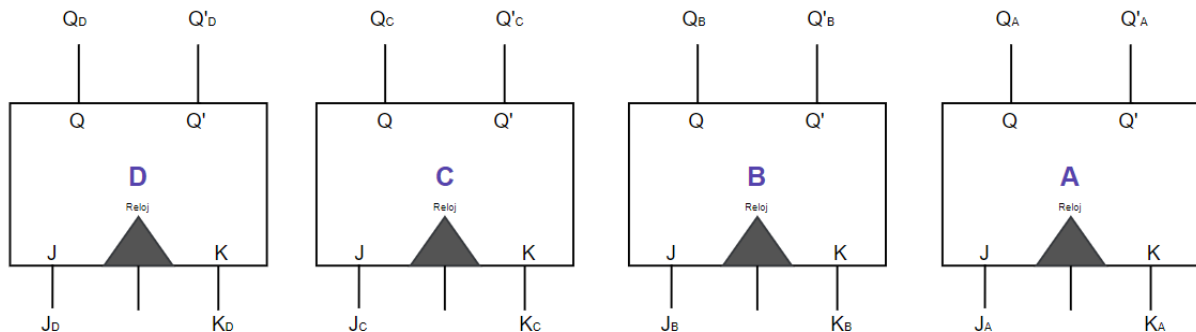 QD Q'D QC Q'C QB Q'B QA Q'A
Q Q' Q Q' Q Q' Q Q'
D C B A
Reloj Reloj Reloj Reloj
J K J K J K J K
JD KD JC KC JB KB JA KA